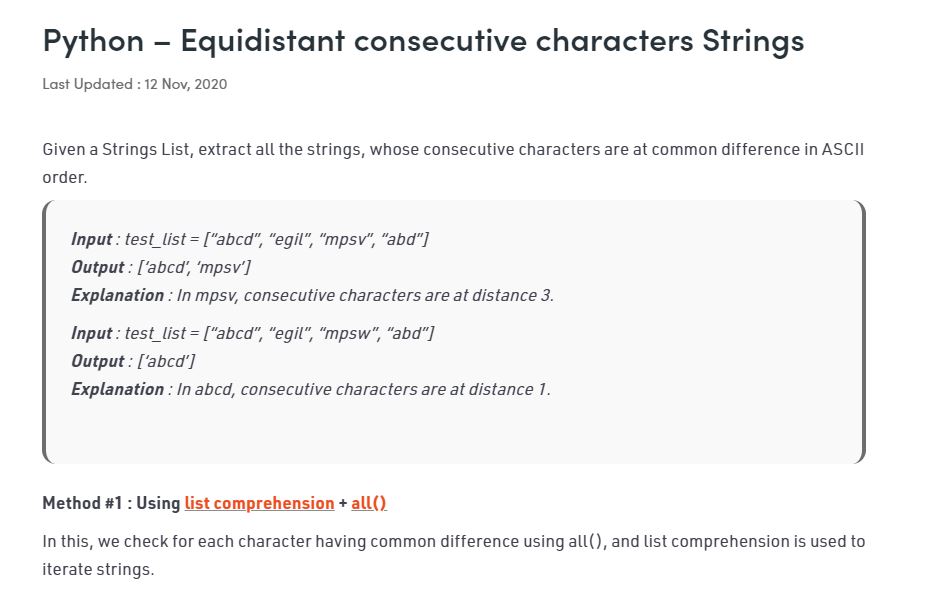 Python – Equidistant consecutive characters Strings
Last Updated : 12 Nov, 2020
Given a Strings List, extract all the strings, whose consecutive characters are at common difference in ASCII
order.
Input : test_list = [“abcd”, “egil”, “mpsv”, “abd”]
Output : [‘abcd’, ‘mpsv’]
Explanation : In mpsv, consecutive characters are at distance 3.
Input : test_list = [“abcd”, “egil”, “mpsw”, “abd”]
Output : [‘abcd’]
Explanation : In abcd, consecutive characters are at distance 1.
Method #1 : Using list comprehension + all()
In this, we check for each character having common difference using all(), and list comprehension is used to
iterate strings.